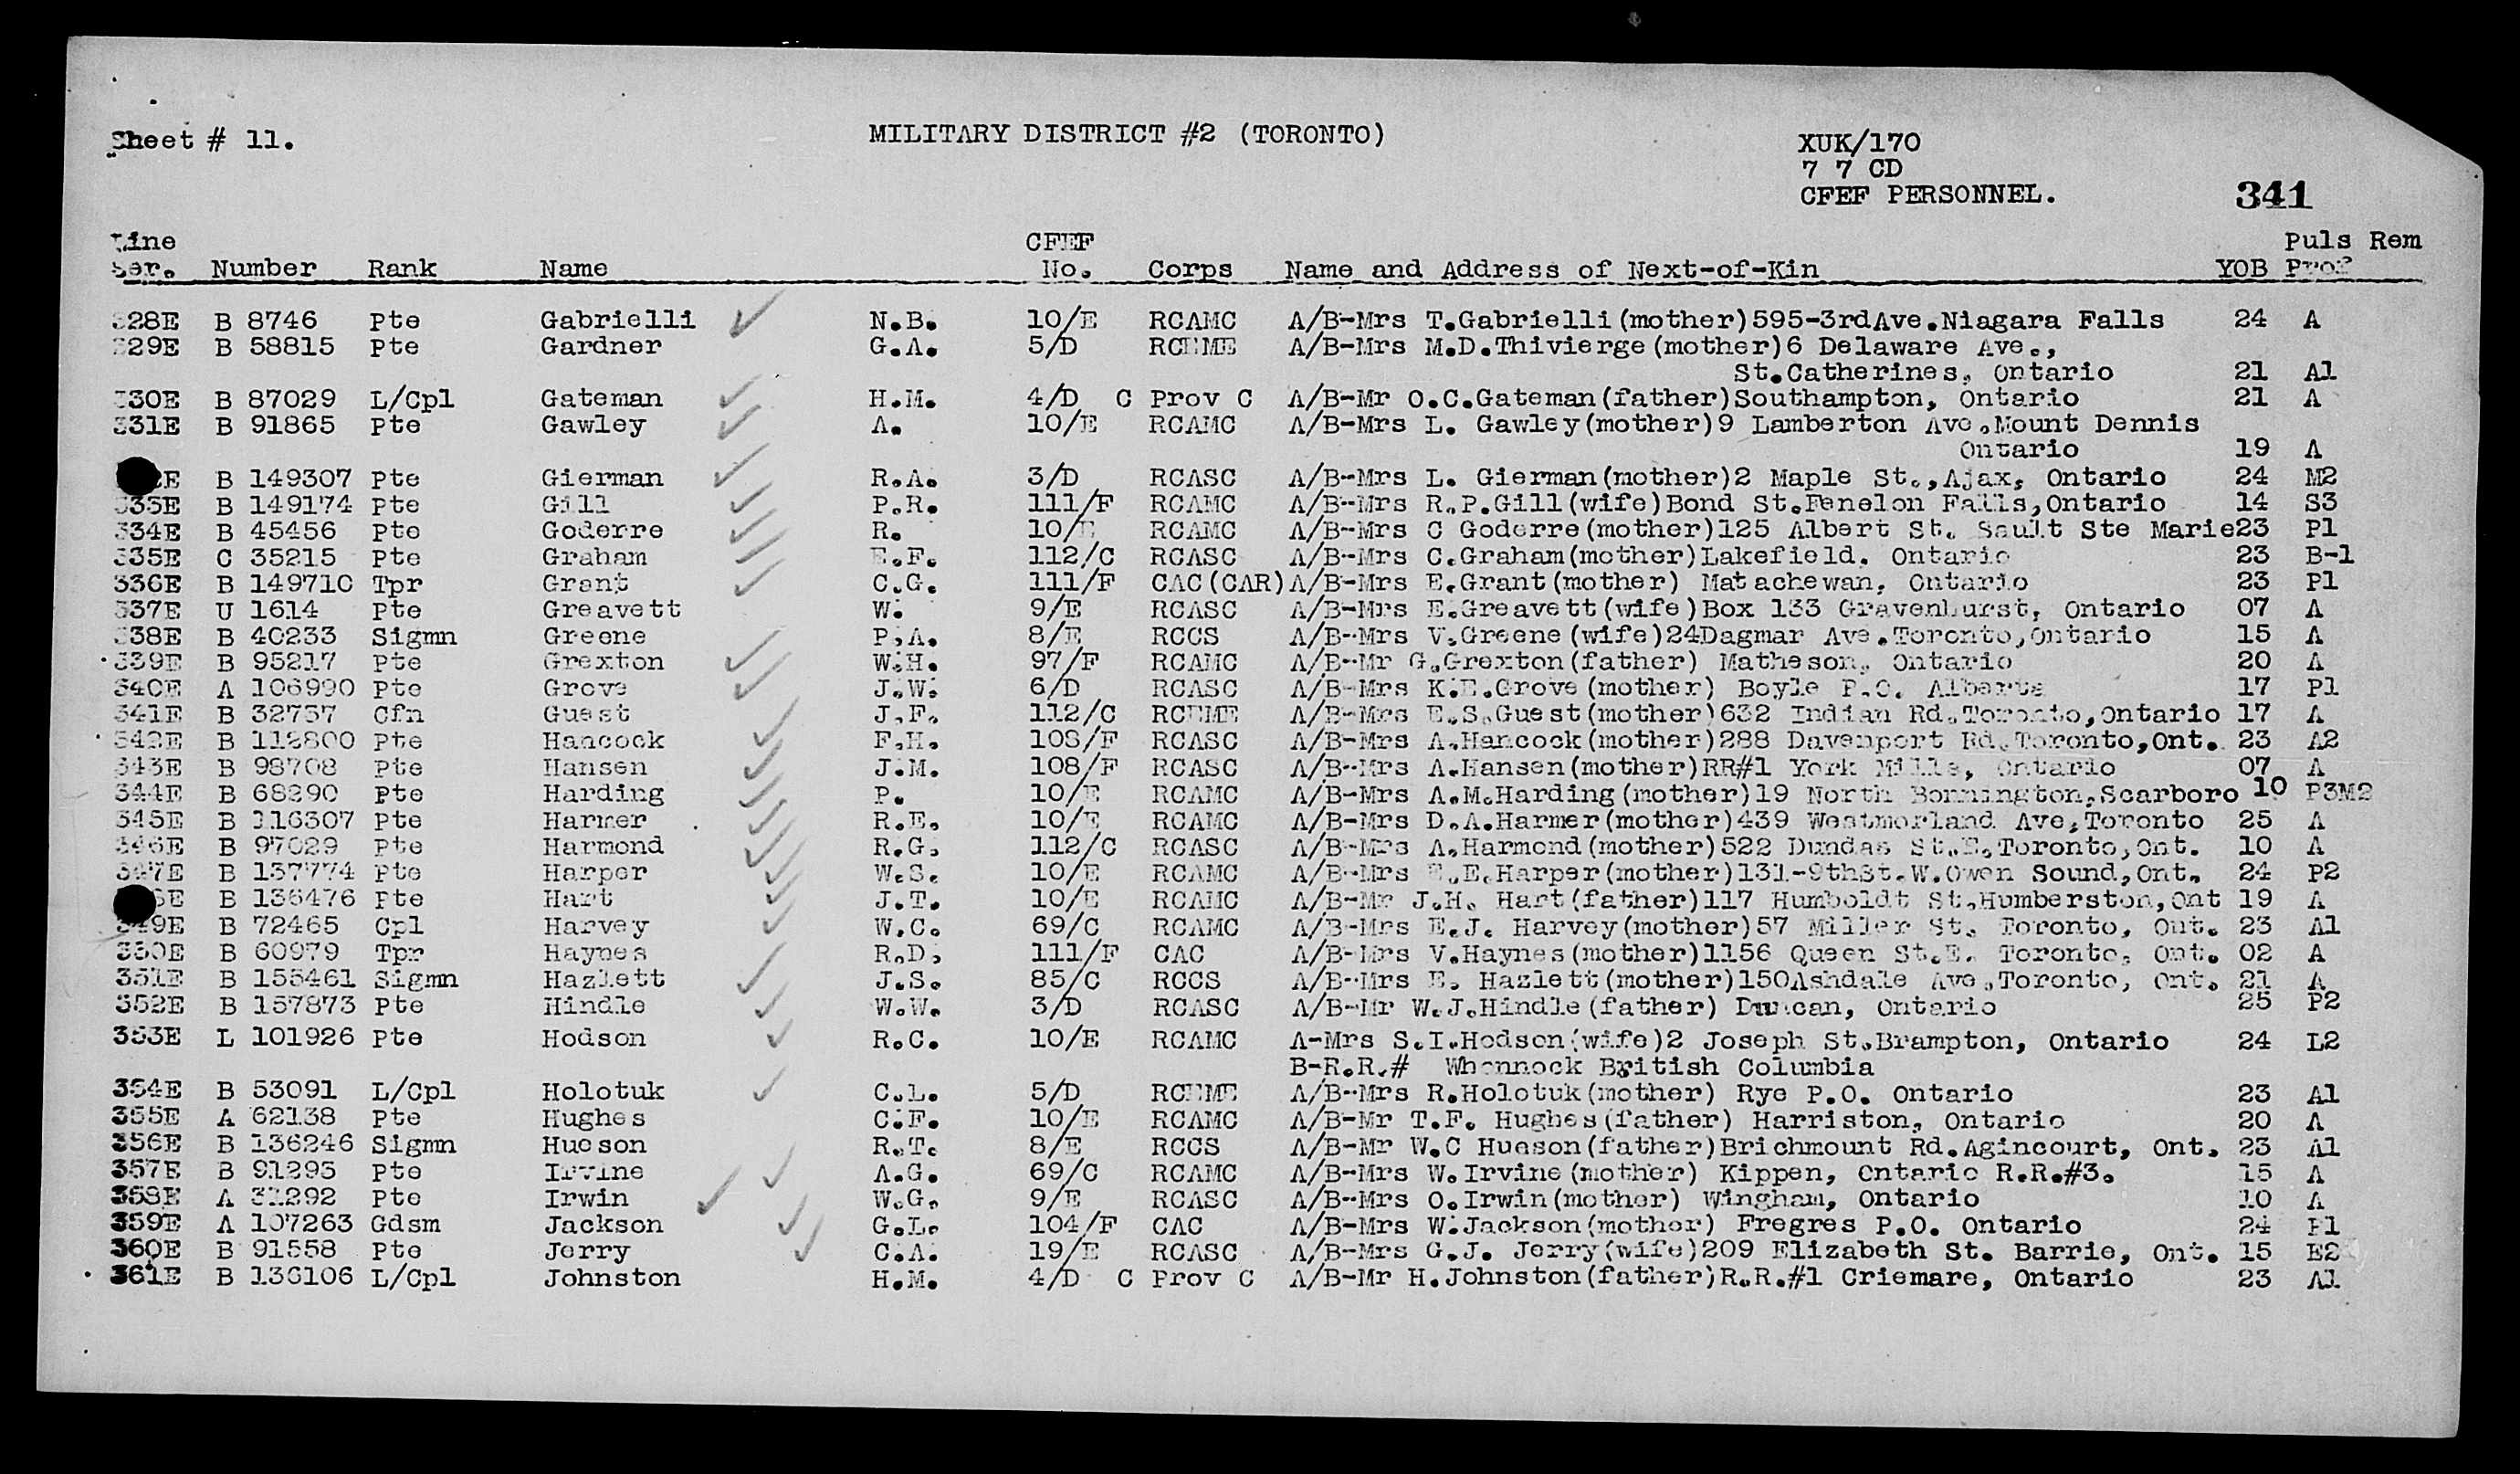 Sheet # 11.
MILITARY DISTRICT #2 (TORONTO)
XUK/170
7 7 CD
CFEF PERSONNEL.
341
Line CFEF Puls Rem
Ser. Number Rank Name No. Corps Name and Address of Next-of-Kin YOB Prof
328E B 8746 Pte Gabrielli N.B. 10/E RCAMC A/B-Mrs T.Gabrielli(mother)595-3rdAve.Niagara Falls 24 A
329E B 58815 Pte Gardner G.A. 5/D RCEME A/B-Mrs M.D.Thivierge(mother)6 Delaware Ave.,
St.Catherines, Ontario 21 A1
330E B 87029 L/Cpl Gateman H.M. 4/D C Prov C A/B-Mr O.C.Gateman(father)Southampton, Ontario 21 A
331E B 91865 Pte Gawley A. 10/E RCAMC A/B-Mrs L. Gawley(mother)9 Lamberton Ave.Mount Dennis
Ontario 19 A
2E B 149307 Pte Gierman R.A. 3/D RCASC A/B-Mrs L. Gierman(mother)2 Maple St.,Ajax, Ontario 24 M2
333E B 149174 Pte Gill P.R. 111/F RCAMC A/B-Mrs R.P.Gill(wife)Bond St.Fenelon Falls,Ontario 14 S3
334E B 45456 Pte Goderre R. 10/E RCAMC A/B-Mrs C Goderre(mother)125 Albert St. Sault Ste Marie23 P1
335E C 35215 Pte Graham E.F. 112/C RCASC A/B-Mrs C.Graham(mother)Lakefield. Ontario 23 B-1
336E B 149710 Tpr Grant C.G. 111/F CAC(CAR)A/B-Mrs E.Grant(mother) Matachewan, Ontario 23 P1
337E U 1614 Pte Greavett W. 9/E RCASC A/B-Mrs E.Greavett(wife)Box 133 Gravenhurst, Ontario 07 A
338E B 40233 Sigmn Greene P.A. 8/E RCCS A/B-Mrs V.Greene(wife)24Dagmar Ave.Toronto,Ontario 15 A
339E B 95217 Pte Grexton W.H. 97/F RCAMC A/B-Mr G.Grexton(father) Matheson, Ontario 20 A
340E A 106990 Pte Grove J.W. 6/D RCASC A/B-Mrs K.E.Grove(mother) Boyle P.O. Alberta 17 P1
341E B 32737 Cfn Guest J.F. 112/C RCEME A/B-Mrs E.S.Guest(mother)632 Indian Rd.Toronto,Ontario 17 A
342E B 118800 Pte Hancock F.H. 108/F RCASC A/B-Mrs A.Hancock(mother)288 Davenport Rd.Toronto,Ont. 23 A2
343E B 98708 Pte Hansen J.M. 108/F RCASC A/B-Mrs A.Hansen(mother)RR#1 York Mills, Ontario 07 A
344E B 68290 Pte Harding P. 10/E RCAMC A/B-Mrs A.M.Harding(mother)19 North Bonnington,Scarboro 10 P3M2
345E B 116307 Pte Harmer R.E. 10/E RCAMC A/B-Mrs D.A.Harmer(mother)439 Westmorland Ave,Toronto 25 A
346E B 97029 Pte Harmond R.G. 112/C RCASC A/B-Mrs A.Harmond(mother)522 Dundas St.E.Toronto,Ont. 10 A
347E B 137774 Pte Harper W.S. 10/E RCAMC A/B-Mrs E.E.Harper(mother)131-9thSt.W.Owen Sound,Ont. 24 P2
8E B 136476 Pte Hart J.T. 10/E RCAMC A/B-Mr J.H. Hart(father)117 Humboldt St.Humberston,Ont 19 A
349E B 72465 Cpl Harvey W.C. 69/C RCAMC A/B-Mrs E.J. Harvey(mother)57 Miller St. Toronto, Ont. 23 A1
350E B 60979 Tpr Haynes R.D. 111/F CAC A/B-Mrs V.Haynes(mother)1156 Queen St.E. Toronto, Ont. 02 A
351E B 155461 Sigmn Hazlett J.S. 85/C RCCS A/B-Mrs E. Hazlett(mother)150Ashdale Ave.Toronto, Ont. 21 A
352E B 157873 Pte Hindle W.W. 3/D RCASC A/B-Mr W.J.Hindle(father) Duncan, Ontario 25 P2
353E L 101926 Pte Hodson R.C. 10/E RCAMC A-Mrs S.I.Hodson(wife)2 Joseph St.Brampton, Ontario 24 L2
B-R.R.# Whonnock British Columbia
354E B 53091 L/Cpl Holotuk C.L. 5/D RCEME A/B-Mrs R.Holotuk(mother) Rye P.O. Ontario 23 A1
355E A 62138 Pte Hughes C.F. 10/E RCAMC A/B-Mr T.F. Hughes(father) Harriston, Ontario 20 A
356E B 136246 Sigmn Hueson R.T. 8/E RCCS A/B-Mr W.C Hueson(father)Brichmount Rd.Agincourt, Ont. 23 A1
357E B 91293 Pte Irvine A.G. 69/C RCAMC A/B-Mrs W.Irvine(mother) Kippen, Ontario R.R.#3. 15 A
358E A 31292 Pte Irwin W.G. 9/E RCASC A/B-Mrs O.Irwin(mother) Wingham, Ontario 10 A
359E A 107263 Gdsm Jackson G.L. 104/F CAC A/B-Mrs W.Jackson(mother) Fregres P.O. Ontario 24 P1
360E B 91558 Pte Jerry C.A. 19/E RCASC A/B-Mrs G.J. Jerry(wife)209 Elizabeth St. Barrie, Ont. 15 E2
361E B 136106 L/Cpl Johnston H.M. 4/D C Prov C A/B-Mr H.Johnston(father)R.R.#1 Criemare, Ontario 23 A1